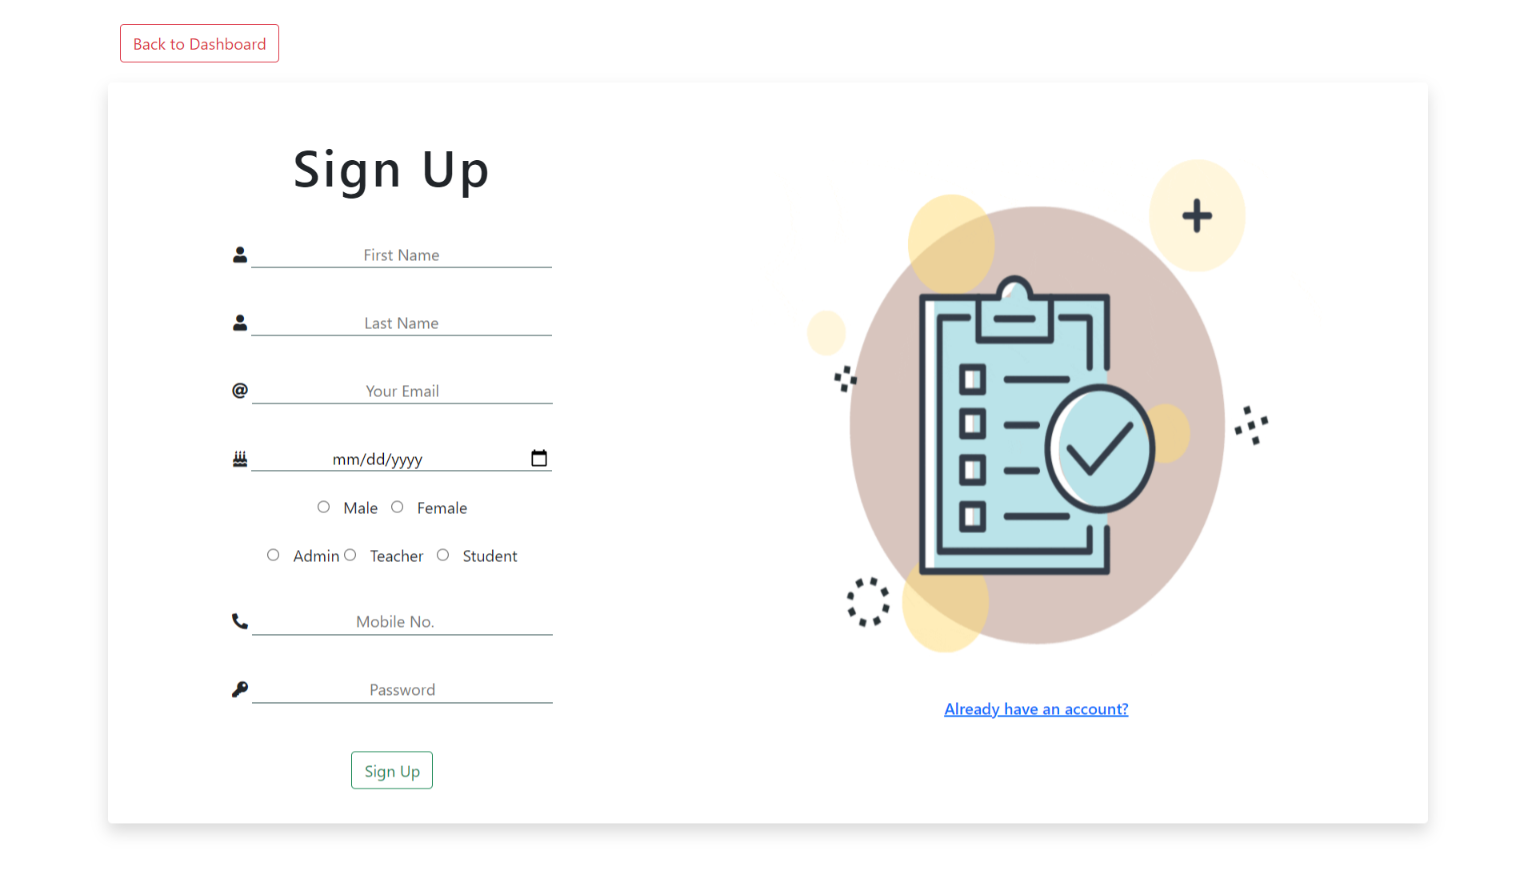 Back to Dashboard
Sign Up
First Name
Last Name
Your Email
mm/dd/yyyy
Male Female
Admin Teacher Student
Mobile No.
Password
Already have an account?
Sign Up